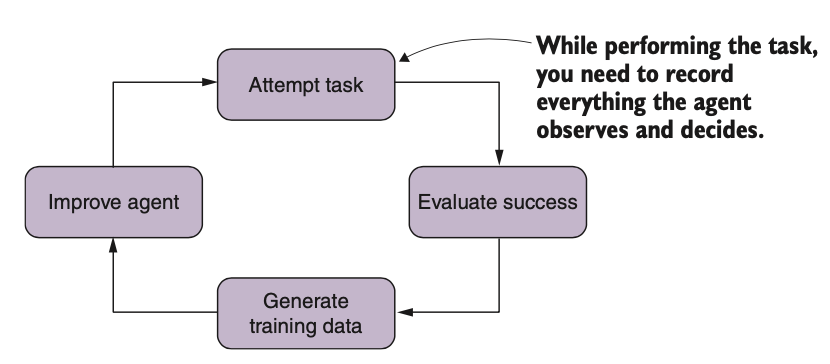 Attempt task
While performing the task,
you need to record
everything the agent
observes and decides.
Improve agent
Evaluate success
Generate
training data